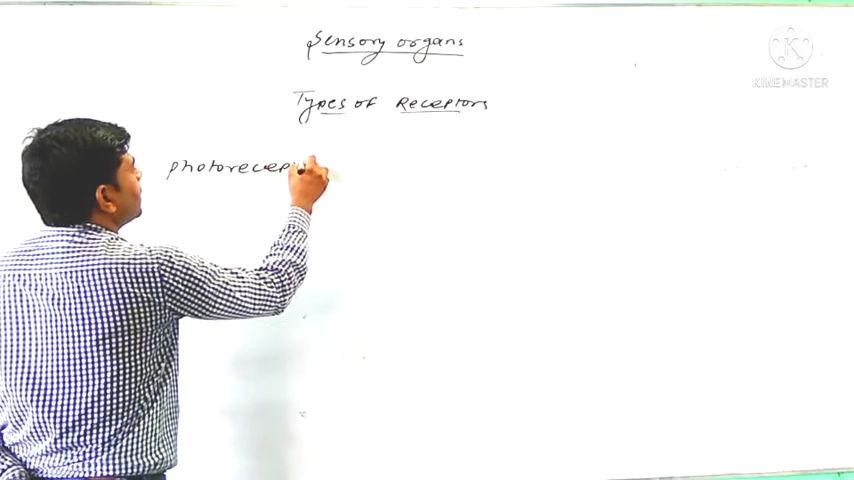 Sensory organs
Types of Receptors
photorecep
KINEMASTER